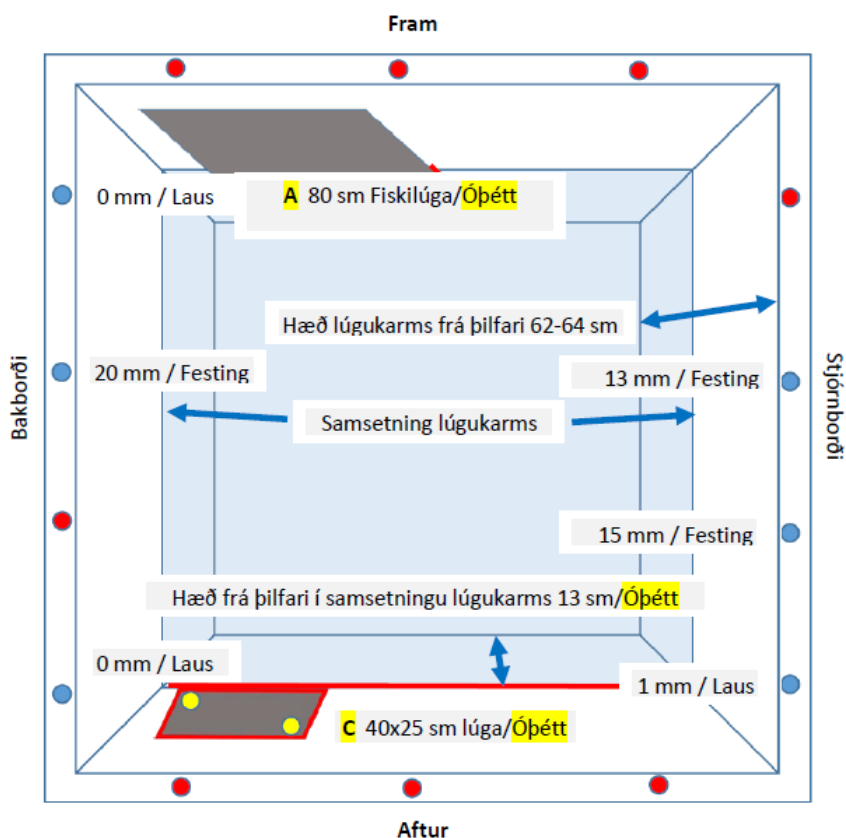 Fram
0 mm / Laus
A 80 sm Fiskilúga/Óþétt
Hæð lúgukarms frá þilfari 62-64 sm
Bakborði
20 mm / Festing
13 mm / Festing
Stjórnborði
Samsetning lúgukarms
15 mm / Festing
Hæð frá þilfari í samsetningu lúgukarms 13 sm/Óþétt
0 mm / Laus
1 mm / Laus
C 40x25 sm lúga/Óþétt
Aftur